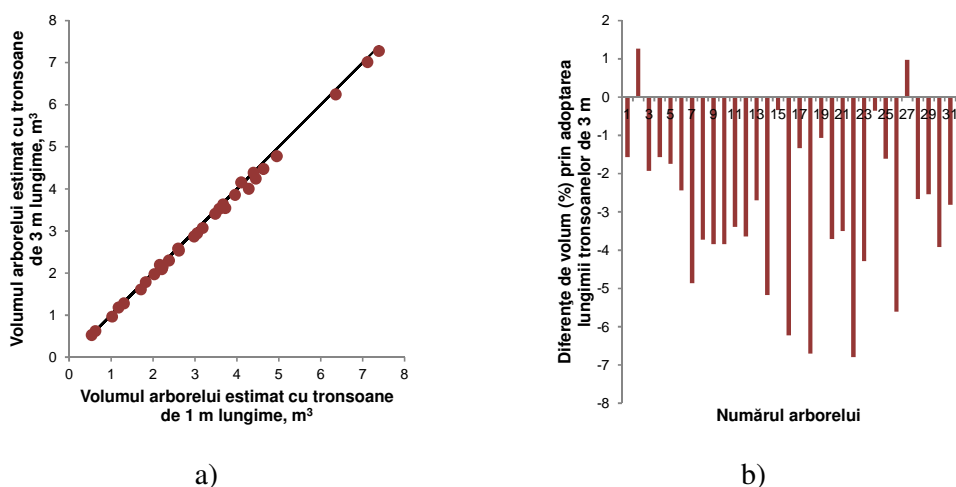 Volumul arborelui estimat cu tronsoane
de 3 m lungime, m³
8
7
6
5
4
3
2
1
0
0 1 2 3 4 5 6 7 8
Volumul arborelui estimat cu tronsoane
de 1 m lungime, m³
a)
Diferențe de volum (%) prin adoptarea
lungimii tronsoanelor de 3 m
2
1
0
-1
-2
-3
-4
-5
-6
-7
-8
1 3 5 7 9 11 13 15 17 19 21 23 25 27 29 31
Numărul arborelui
b)